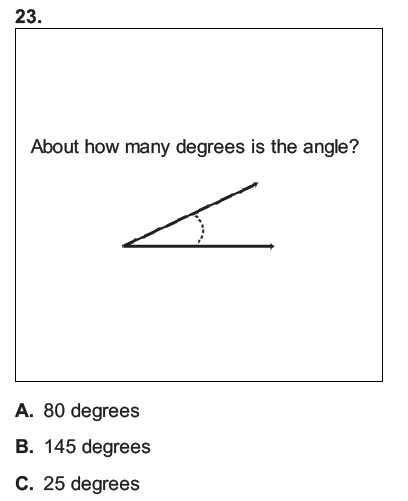 23.
About how many degrees is the angle?
A. 80 degrees
B. 145 degrees
C. 25 degrees